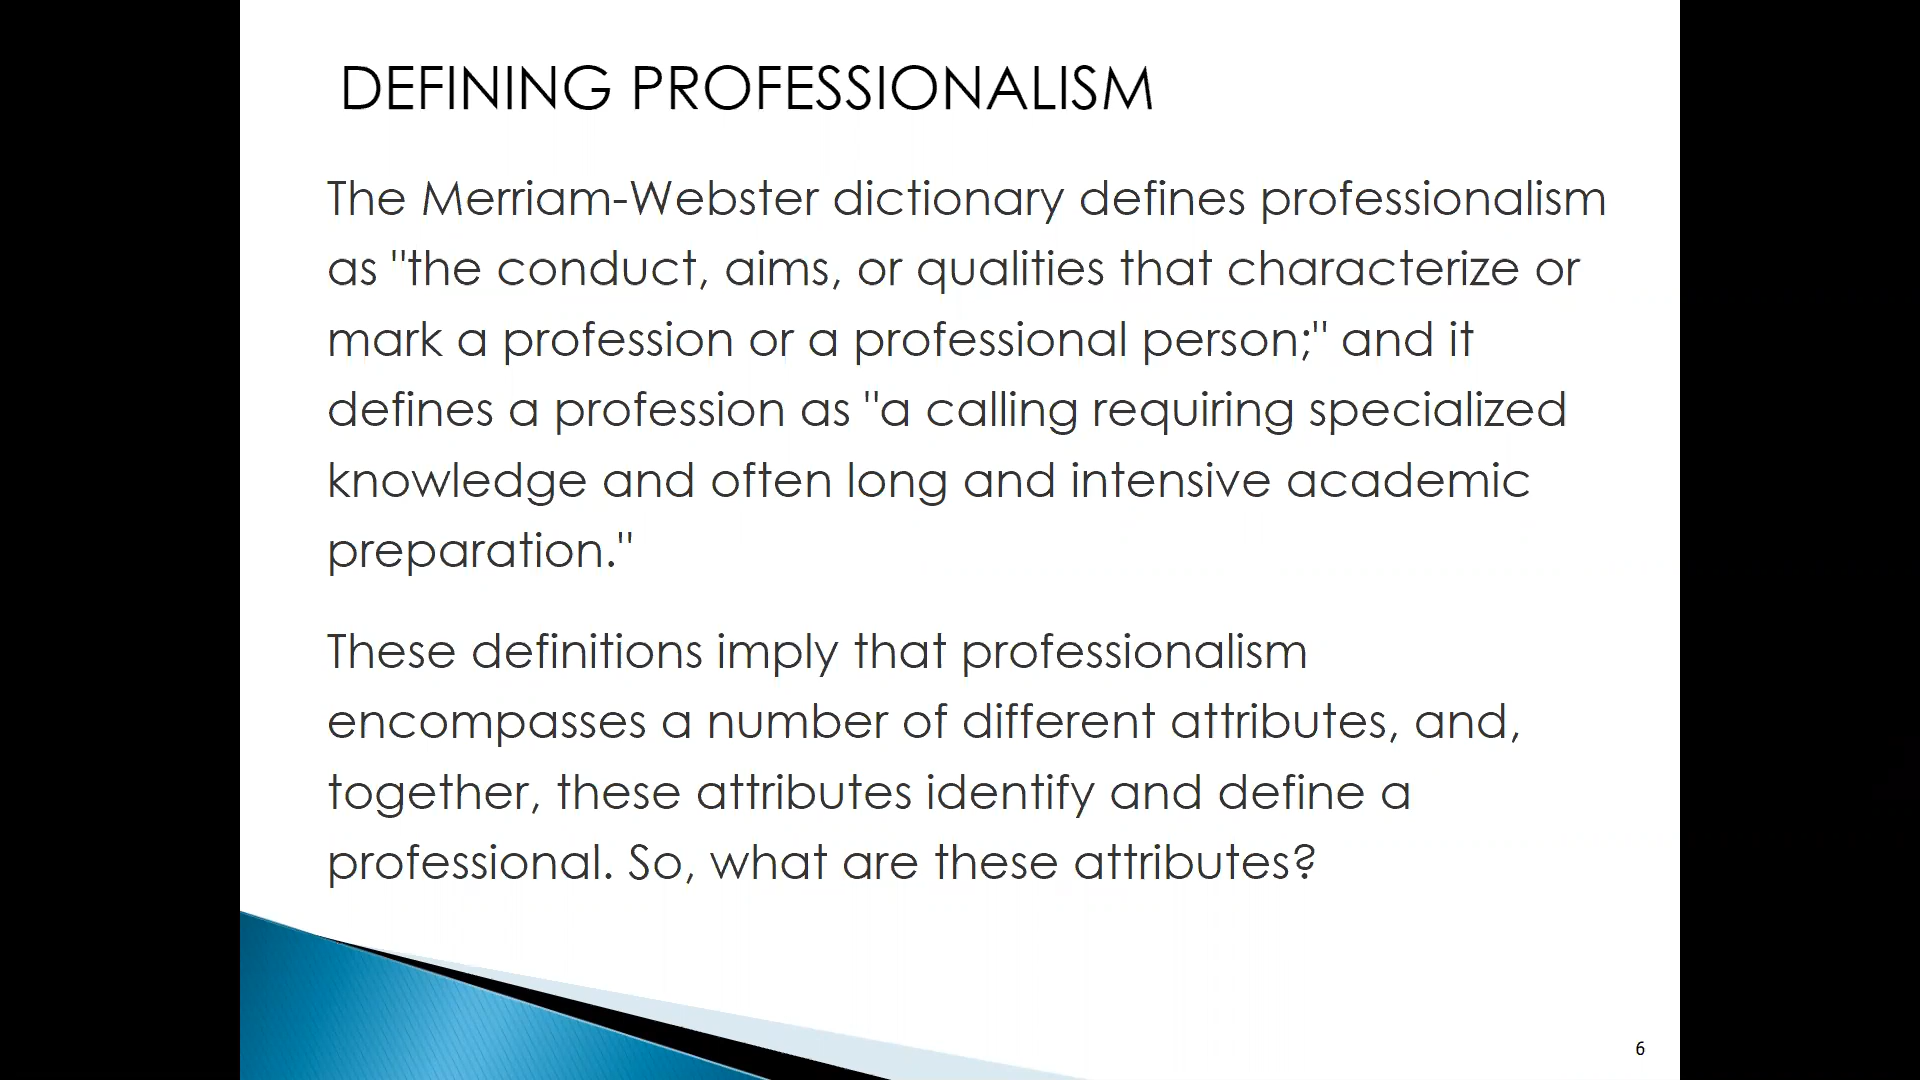 DEFINING PROFESSIONALISM
The Merriam-Webster dictionary defines professionalism
as "the conduct, aims, or qualities that characterize or
mark a profession or a professional person;" and it
defines a profession as "a calling requiring specialized
knowledge and often long and intensive academic
preparation."
These definitions imply that professionalism
encompasses a number of different attributes, and,
together, these attributes identify and define a
professional. So, what are these attributes?
6